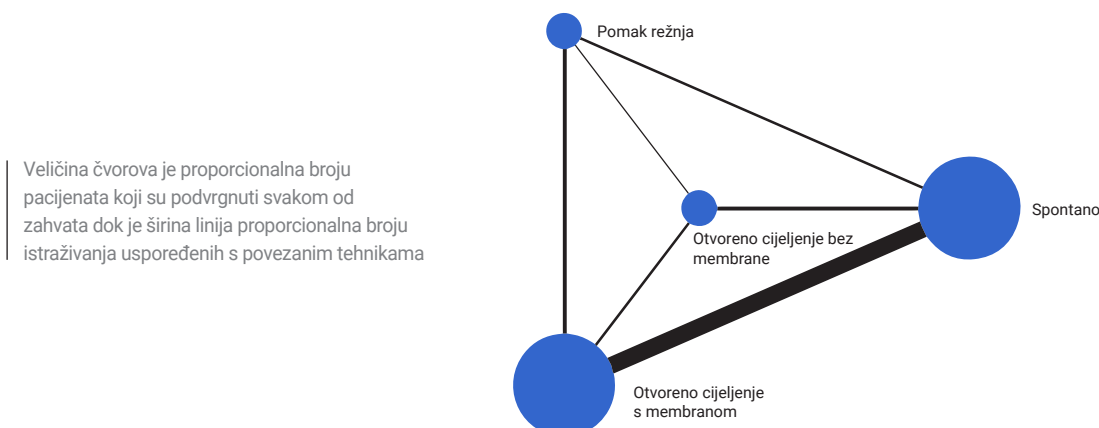 Pomak režnja
Veličina čvorova je proporcionalna broju
pacijenata koji su podvrgnuti svakom od
zahvata dok je širina linija proporcionalna broju
istraživanja uspoređenih s povezanim tehnikama
Spontano
Otvoreno cijeljenje bez
membrane
Otvoreno cijeljenje
s membranom